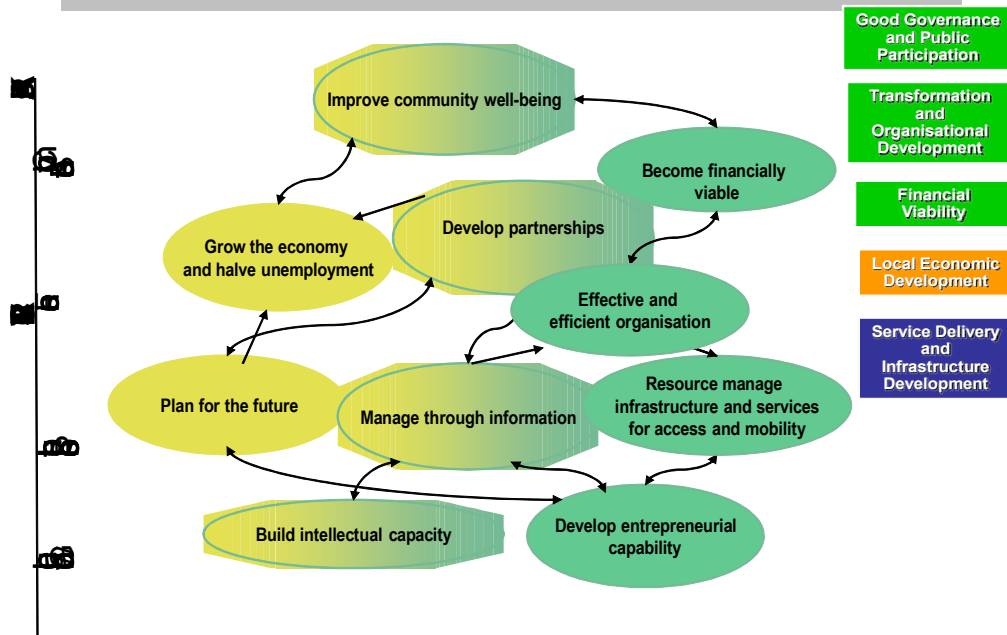 Good Governance
and Public
Participation
Improve community well-being
Transformation
and
Organisational
Development
Become financially
viable
Financial
Viability
Develop partnerships
Grow the economy
and halve unemployment
Local Economic
Development
Effective and
efficient organisation
Service Delivery
and
Infrastructure
Development
Plan for the future
Manage through information
Resource manage
infrastructure and services
for access and mobility
Build intellectual capacity
Develop entrepreneurial
capability